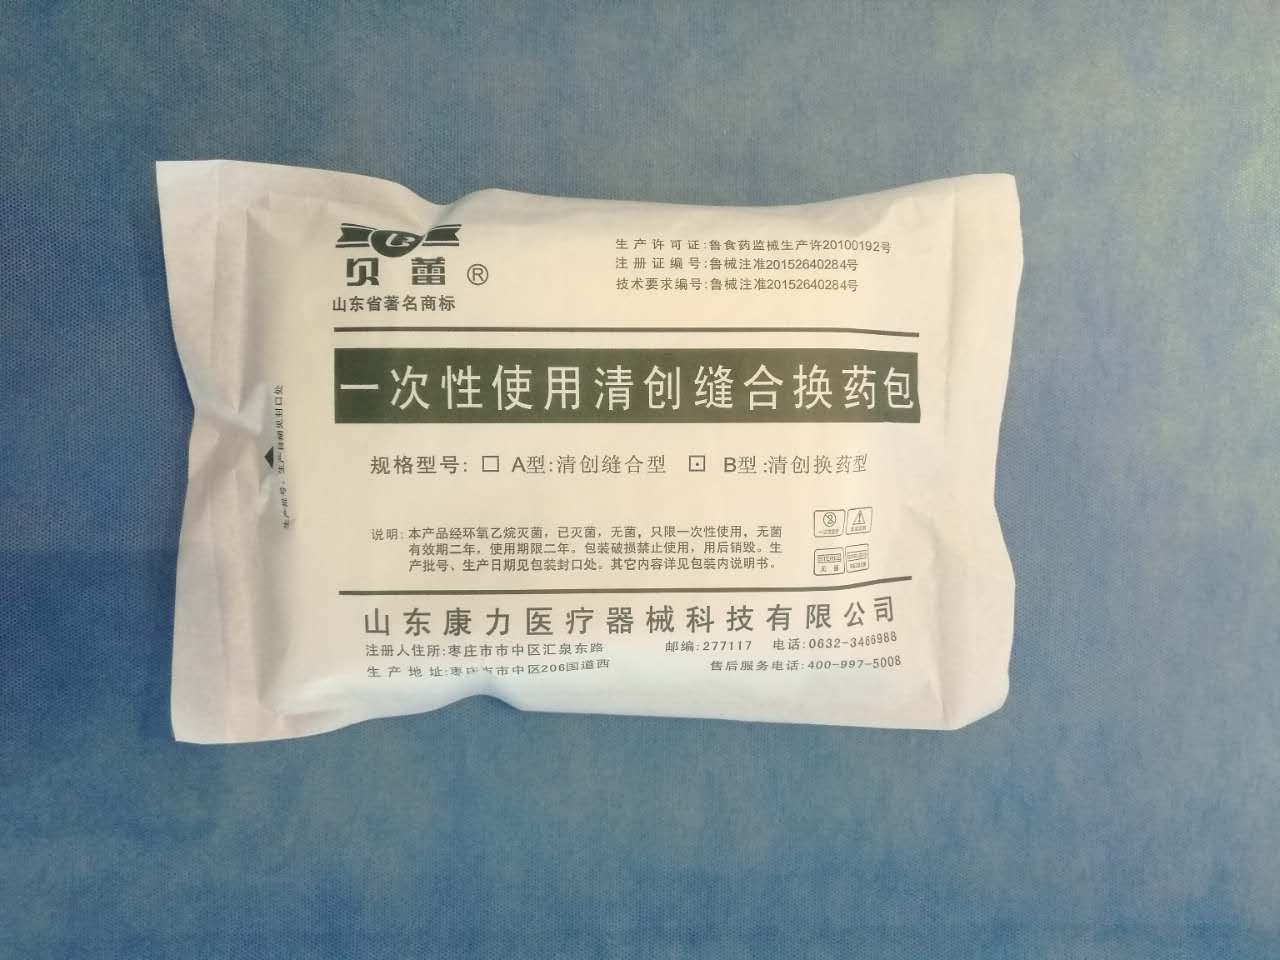 贝蕾®
山东省著名商标
生产许可证:鲁食药监械生产许20100192号
注册证编号:鲁械注准20152640284号
技术要求编号:鲁械注准20152640284号
一次性使用清创缝合换药包
规格型号: □ A型:清创缝合型 ⊡ B型:清创换药型
说明:本产品经环氧乙烷灭菌,已灭菌,无菌,只限一次性使用,无菌
有效期二年,使用期限二年。包装破损禁止使用,用后销毁。生
产批号、生产日期见包装封口处。其它内容详见包装内说明书。
山东康力医疗器械科技有限公司
注册人住所:枣庄市市中区汇泉东路 邮编:277117 电话:0632-3466988
生产地址:枣庄市市中区206国道西 售后服务电话:400-997-5008
生产批号、生产日期见封口处